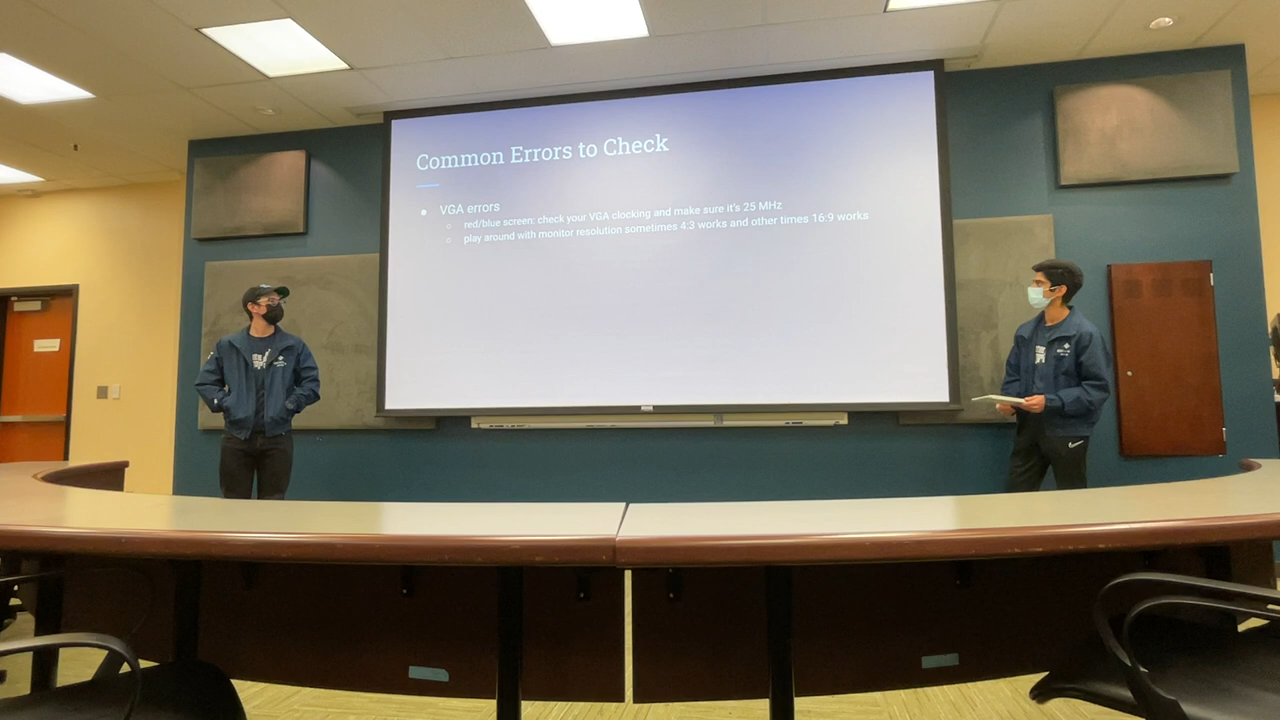 Common Errors to Check
● VGA errors
○ red/blue screen: check your VGA clocking and make sure it's 25 MHz
○ play around with monitor resolution sometimes 4:3 works and other times 16:9 works